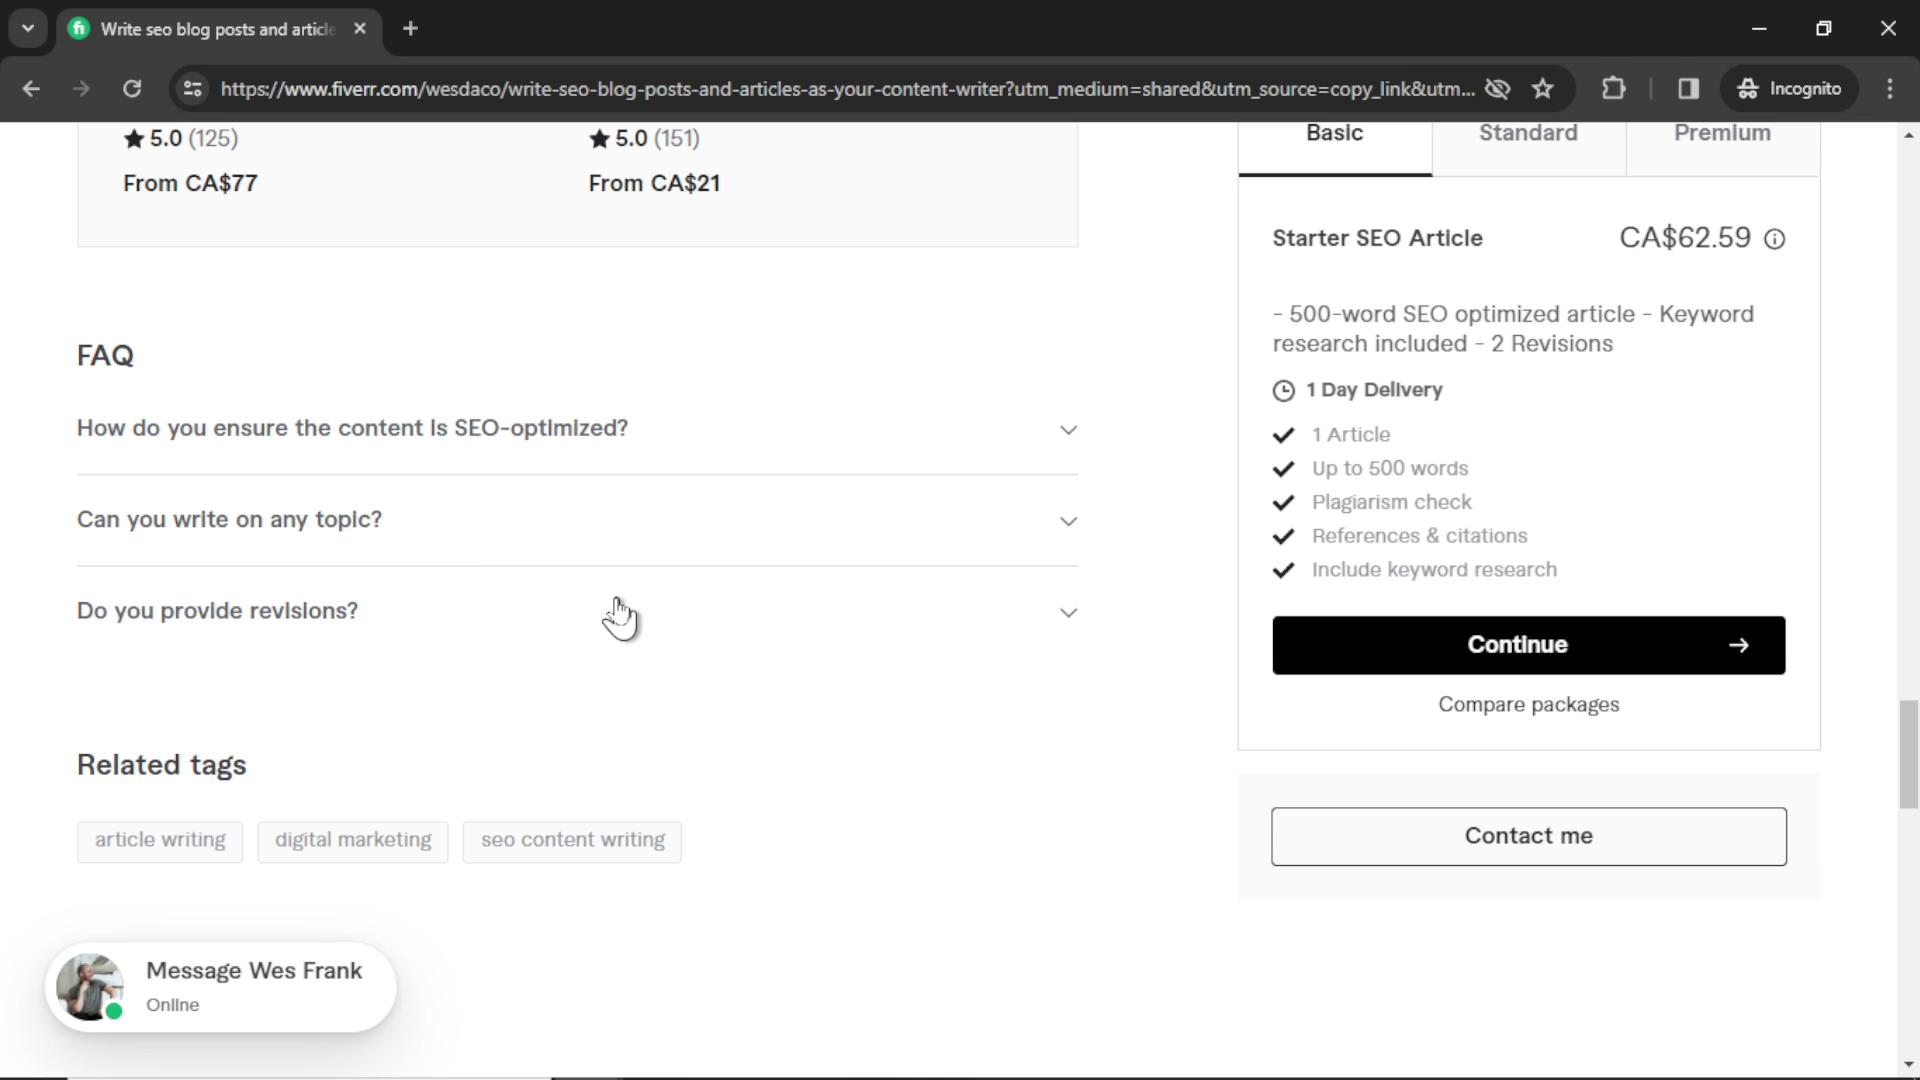 Write seo blog posts and article
https://www.fiverr.com/wesdaco/write-seo-blog-posts-and-articles-as-your-content-writer?utm_medium=shared&utm_source=copy_link&utm...
Incognito
5.0 (125)
5.0 (151)
From CA$77
From CA$21
FAQ
How do you ensure the content is SEO-optimized?
Can you write on any topic?
Do you provide revisions?
Related tags
article writing
digital marketing
seo content writing
Message Wes Frank
Online
Basic
Standard
Premium
Starter SEO Article
CA$62.59
- 500-word SEO optimized article - Keyword
research included - 2 Revisions
1 Day Delivery
1 Article
Up to 500 words
Plagiarism check
References & citations
Include keyword research
Continue
Compare packages
Contact me